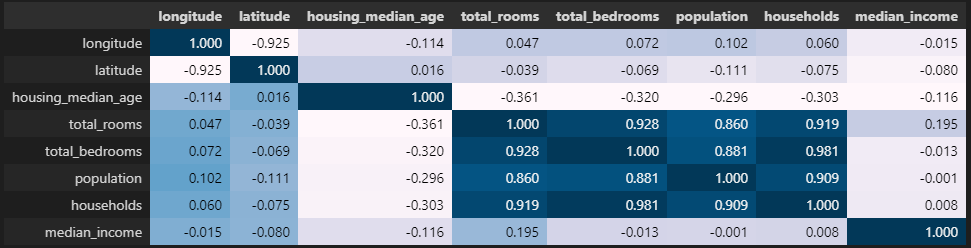 longitude latitude housing_median_age total_rooms total_bedrooms population households median_income
longitude 1.000 -0.925 -0.114 0.047 0.072 0.102 0.060 -0.015
latitude -0.925 1.000 0.016 -0.039 -0.069 -0.111 -0.075 -0.080
housing_median_age -0.114 0.016 1.000 -0.361 -0.320 -0.296 -0.303 -0.116
total_rooms 0.047 -0.039 -0.361 1.000 0.928 0.860 0.919 0.195
total_bedrooms 0.072 -0.069 -0.320 0.928 1.000 0.881 0.981 -0.013
population 0.102 -0.111 -0.296 0.860 0.881 1.000 0.909 -0.001
households 0.060 -0.075 -0.303 0.919 0.981 0.909 1.000 0.008
median_income -0.015 -0.080 -0.116 0.195 -0.013 -0.001 0.008 1.000